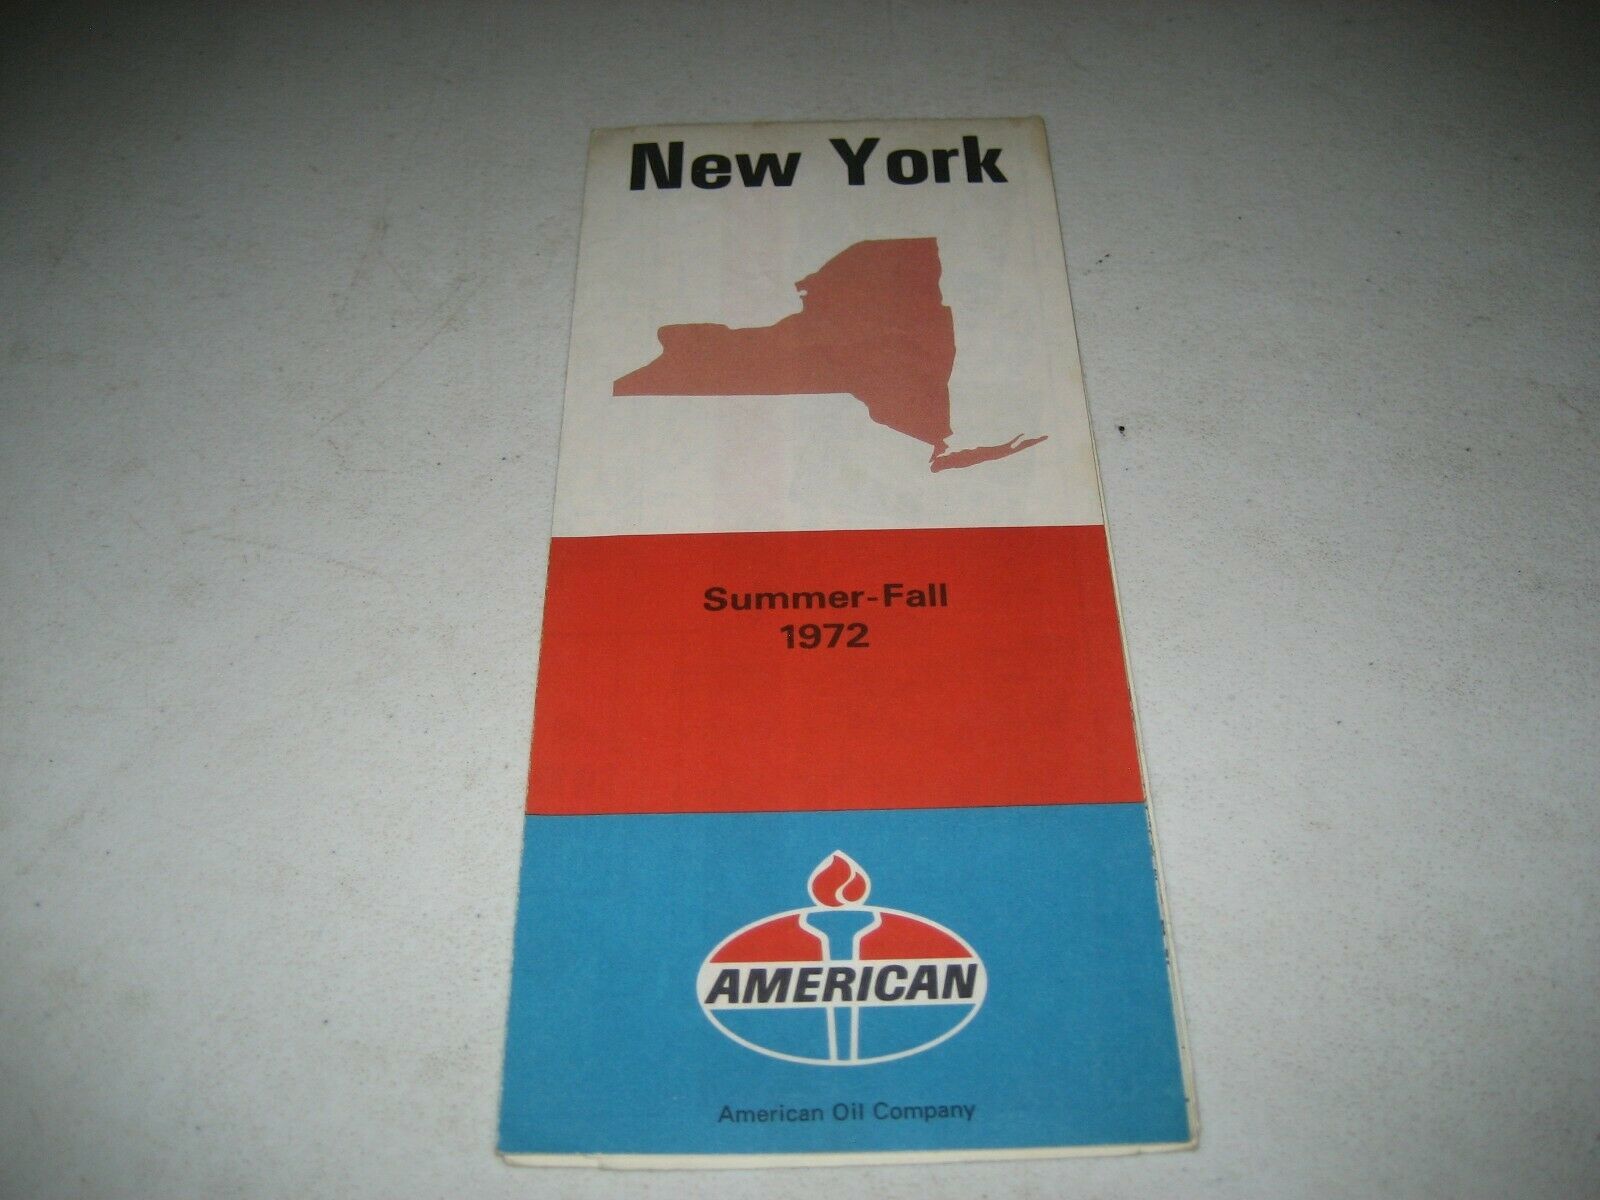 New York
Summer-Fall
1972
AMERICAN
American Oil Company